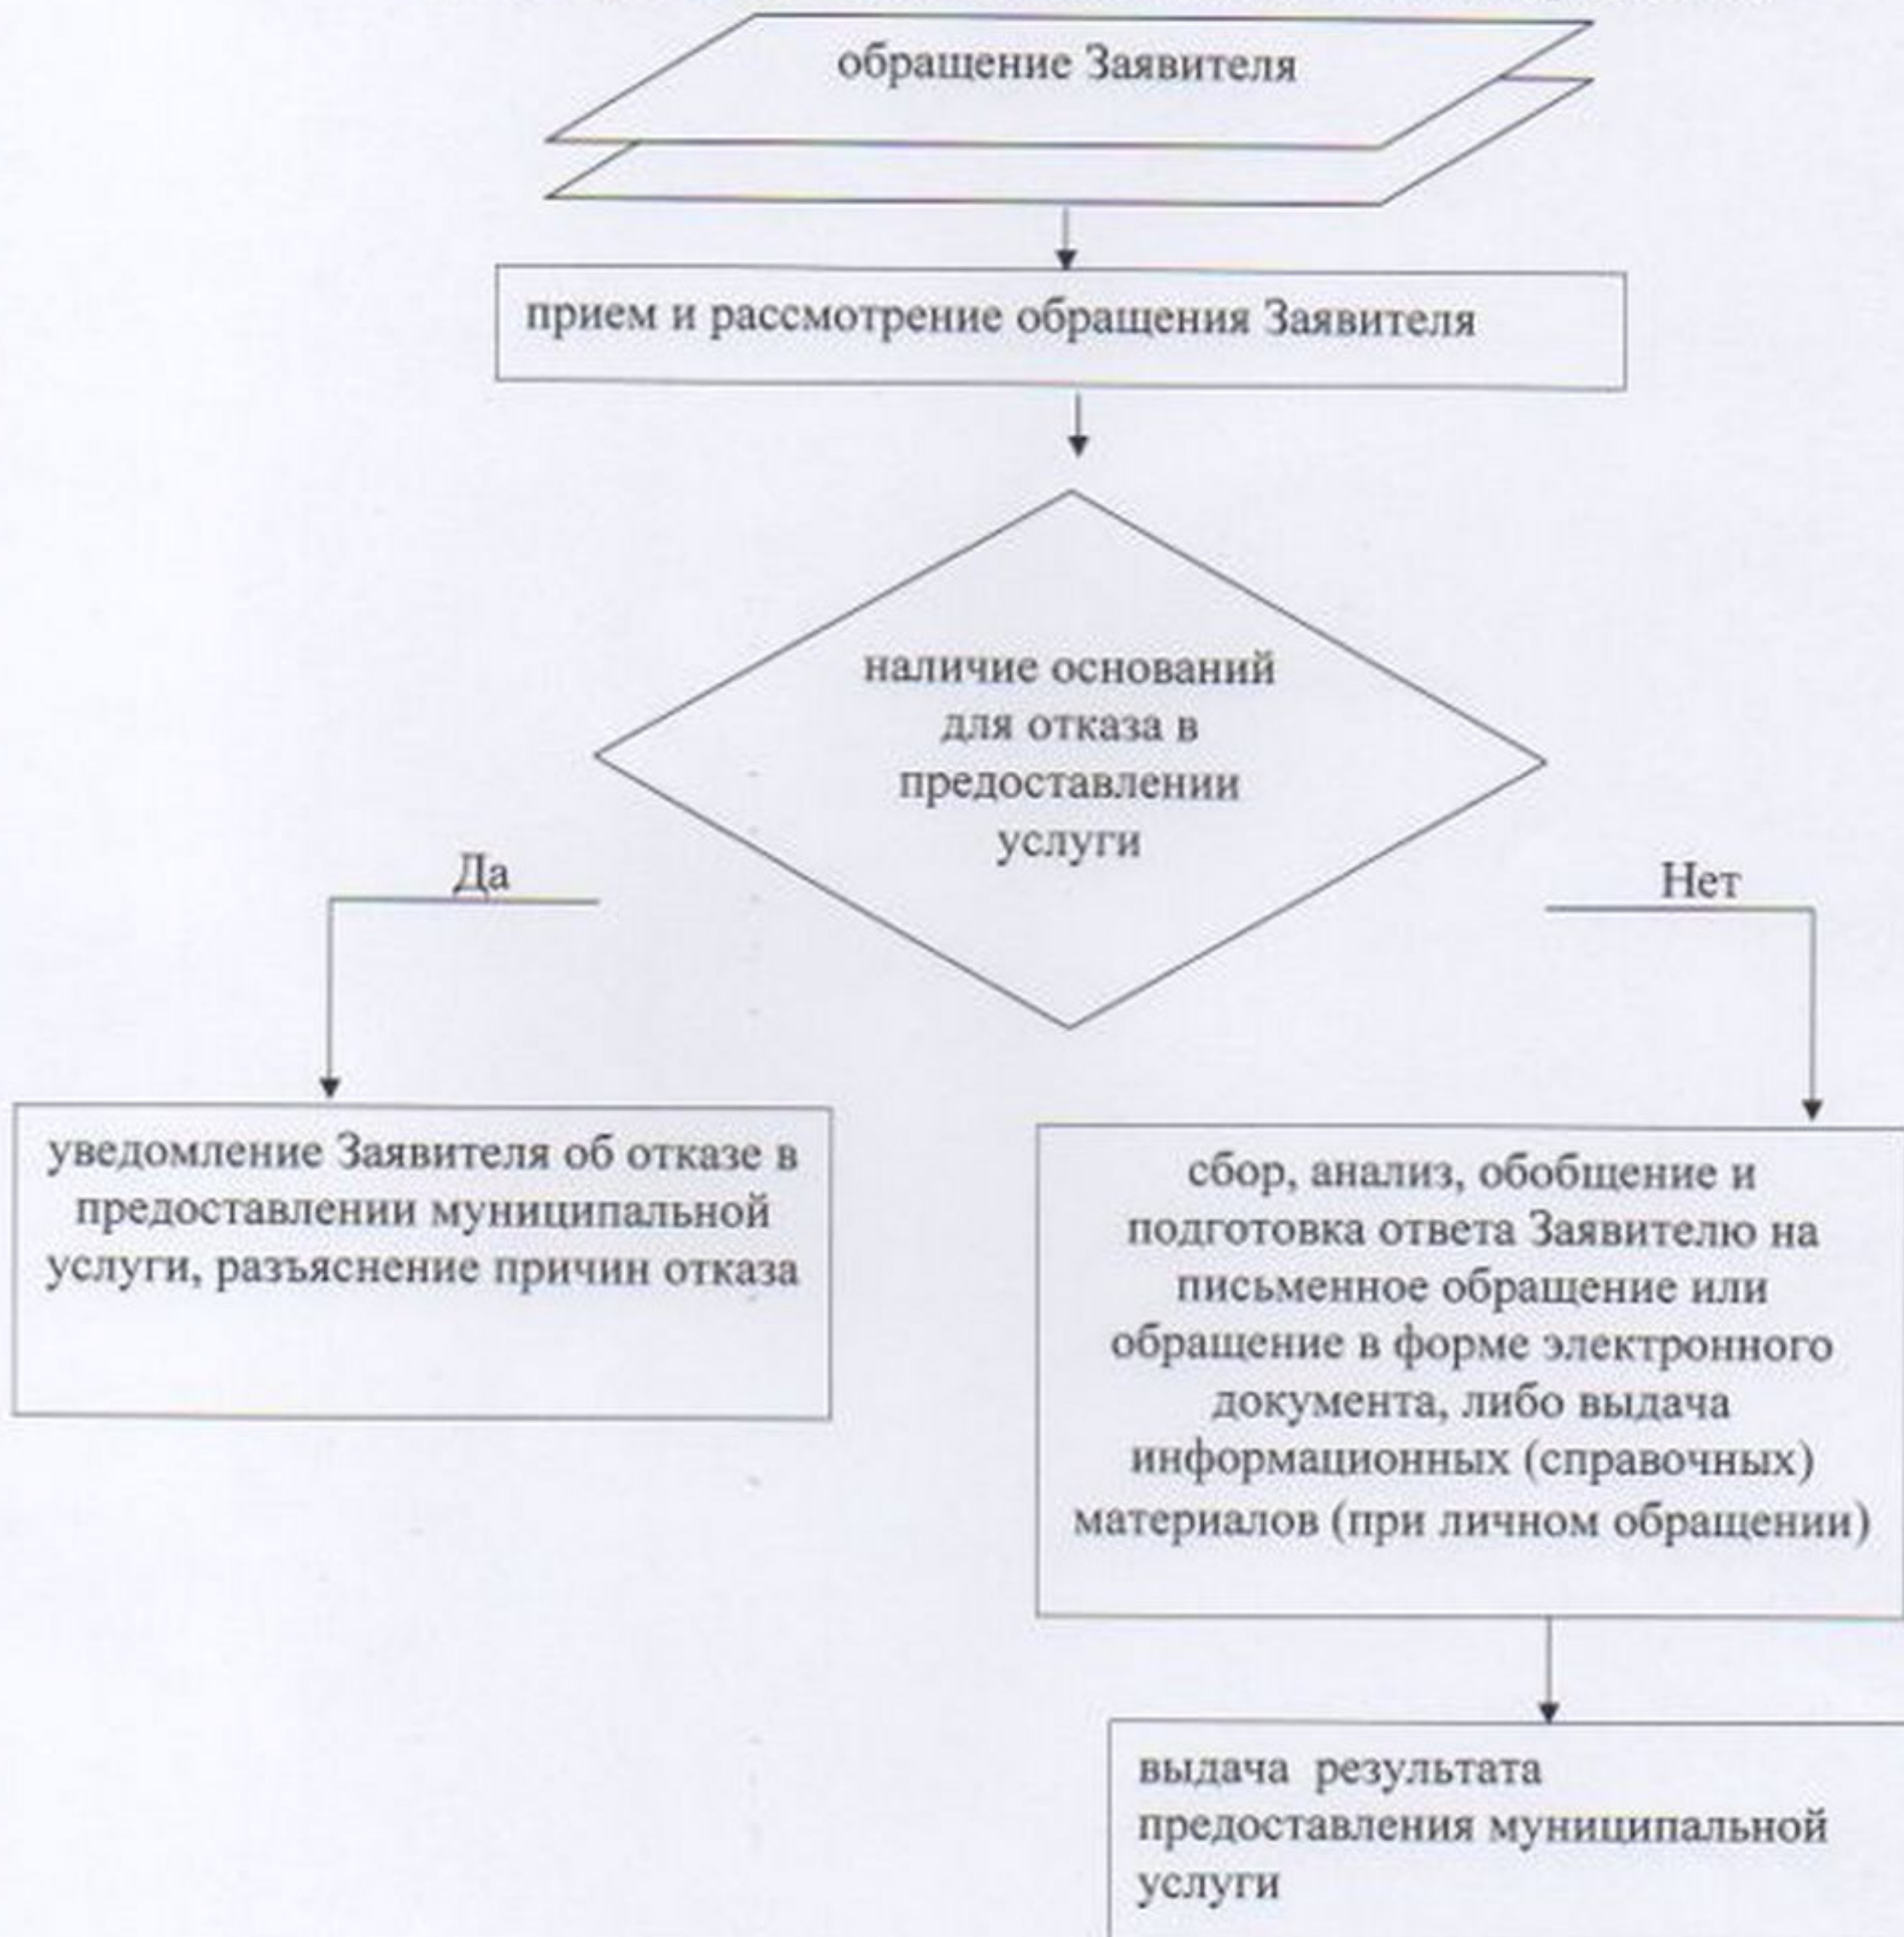 обращение Заявителя
прием и рассмотрение обращения Заявителя
наличие оснований
для отказа в
предоставлении
услуги
Да
Нет
уведомление Заявителя об отказе в
предоставлении муниципальной
услуги, разъяснение причин отказа
сбор, анализ, обобщение и
подготовка ответа Заявителю на
письменное обращение или
обращение в форме электронного
документа, либо выдача
информационных (справочных)
материалов (при личном обращении)
выдача  результата
предоставления муниципальной
услуги